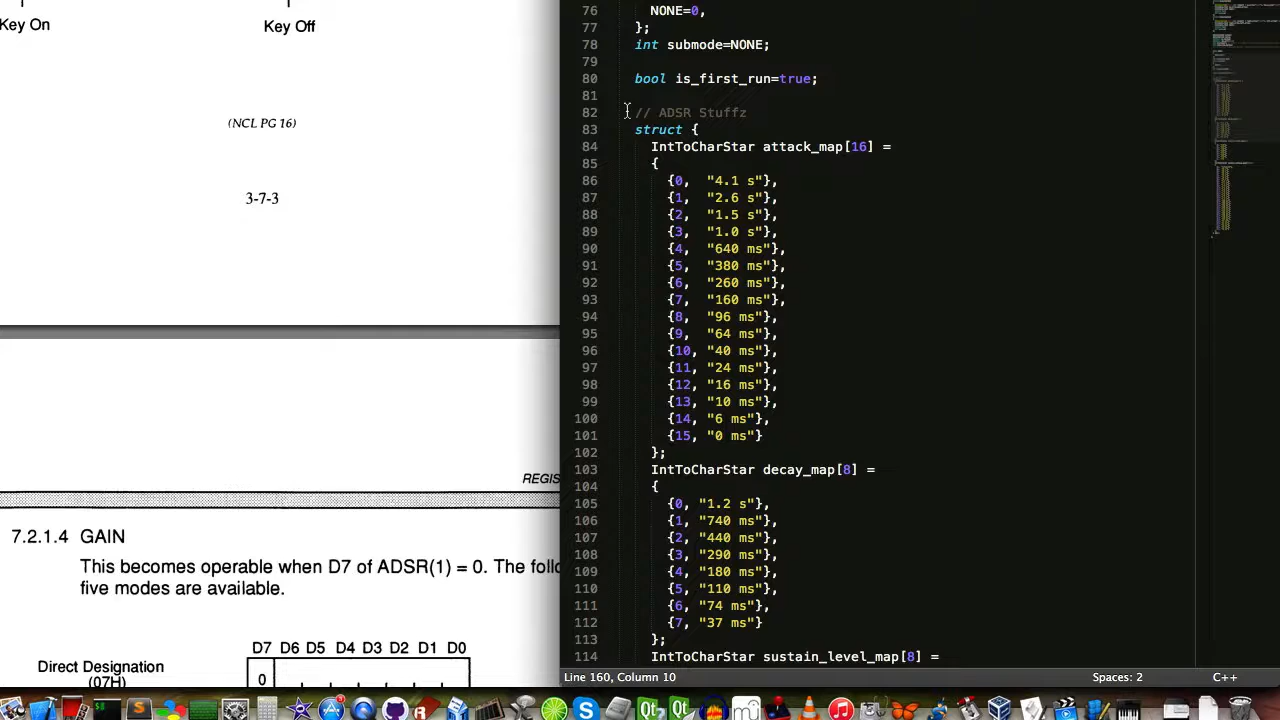 Key On
Key Off
(NCL PG 16)
3-7-3
REGIS
7.2.1.4 GAIN
This becomes operable when D7 of ADSR(1) = 0. The follo
five modes are available.
D7 D6 D5 D4 D3 D2 D1 D0
Direct Designation
(07H)
0
76 NONE=0,
77 };
78 int submode=NONE;
79
80 bool is_first_run=true;
81
82 // ADSR Stuffz
83 struct {
84 IntToCharStar attack_map[16] =
85 {
86 {0, "4.1 s"},
87 {1, "2.6 s"},
88 {2, "1.5 s"},
89 {3, "1.0 s"},
90 {4, "640 ms"},
91 {5, "380 ms"},
92 {6, "260 ms"},
93 {7, "160 ms"},
94 {8, "96 ms"},
95 {9, "64 ms"},
96 {10, "40 ms"},
97 {11, "24 ms"},
98 {12, "16 ms"},
99 {13, "10 ms"},
100 {14, "6 ms"},
101 {15, "0 ms"}
102 };
103 IntToCharStar decay_map[8] =
104 {
105 {0, "1.2 s"},
106 {1, "740 ms"},
107 {2, "440 ms"},
108 {3, "290 ms"},
109 {4, "180 ms"},
110 {5, "110 ms"},
111 {6, "74 ms"},
112 {7, "37 ms"}
113 };
114 IntToCharStar sustain_level_map[8] =
Line 160, Column 10
Spaces: 2
C++